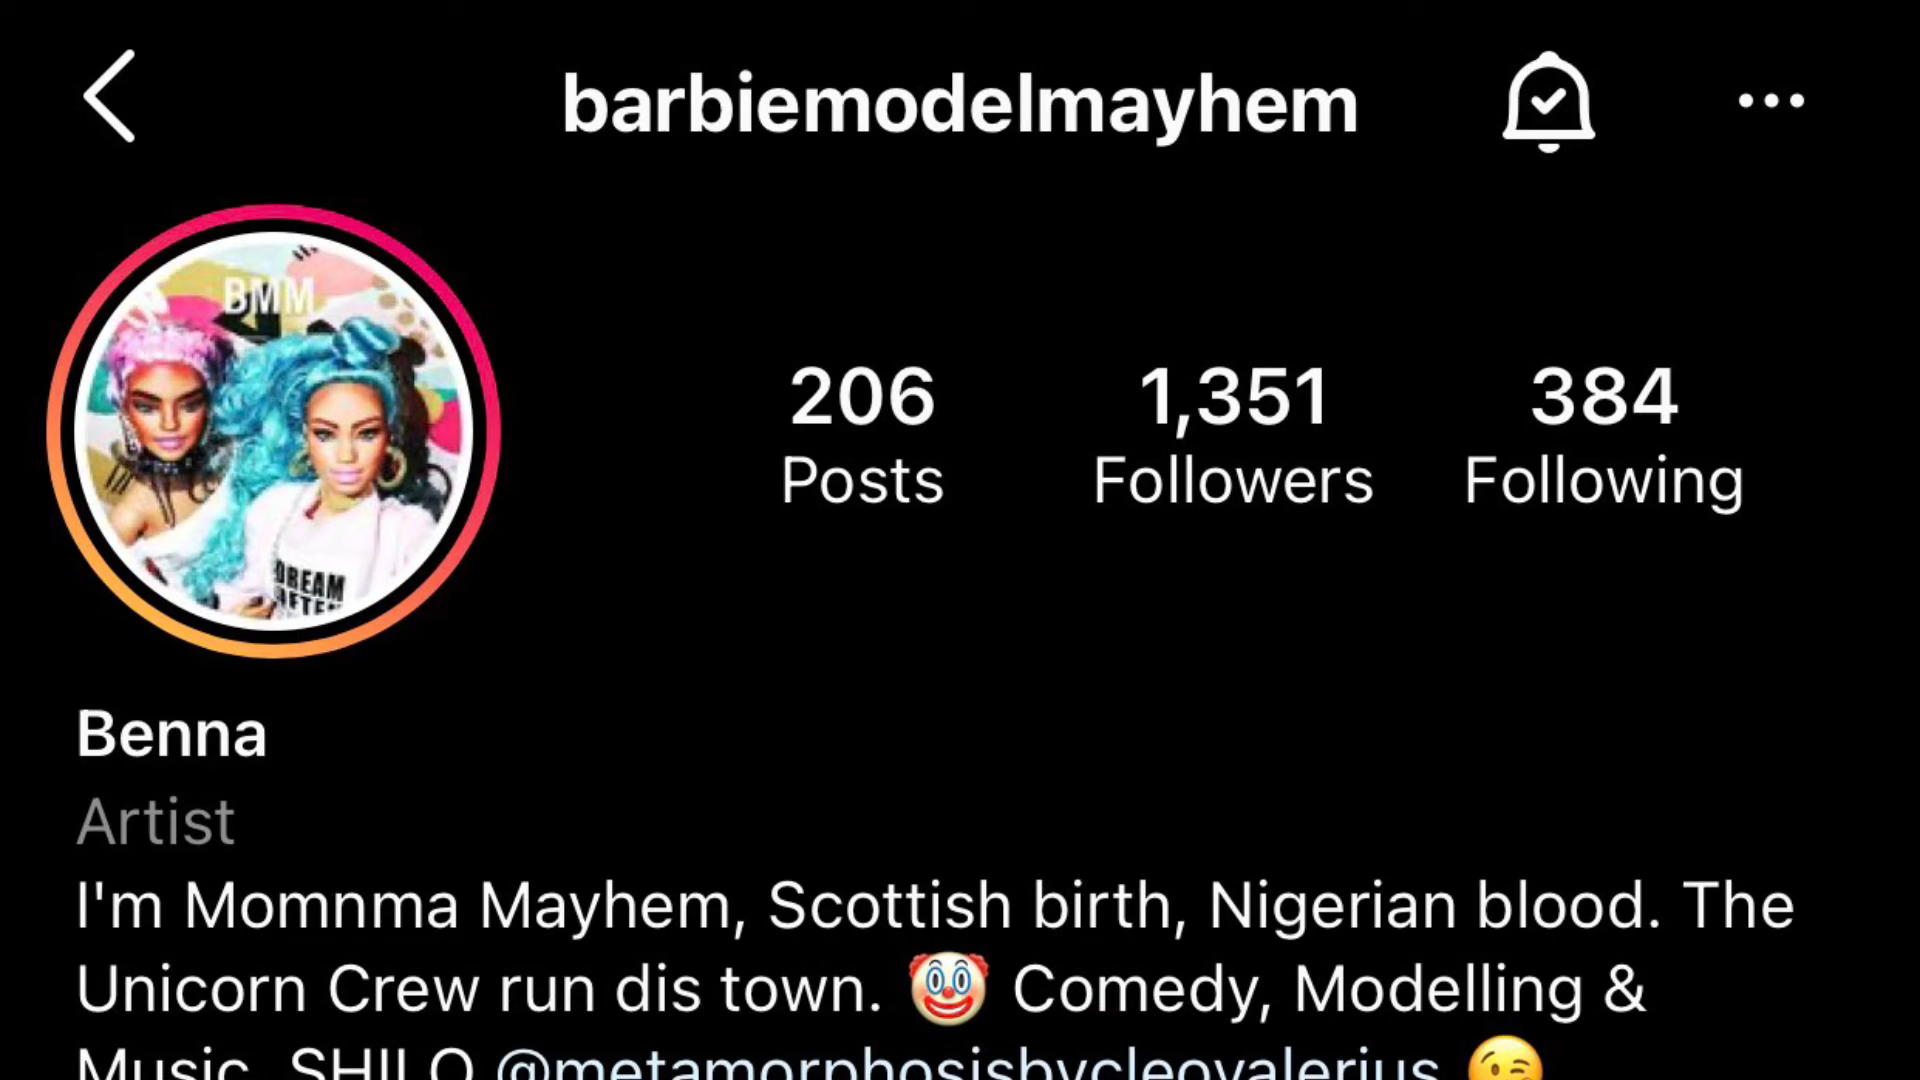 barbiemodelmayhem
BMM
DREAM
206
Posts
1,351
Followers
384
Following
Benna
Artist
I'm Momnma Mayhem, Scottish birth, Nigerian blood. The
Unicorn Crew run dis town. 🤡 Comedy, Modelling &
Music. SHILO @metamorphosisbycleovalerius 😉